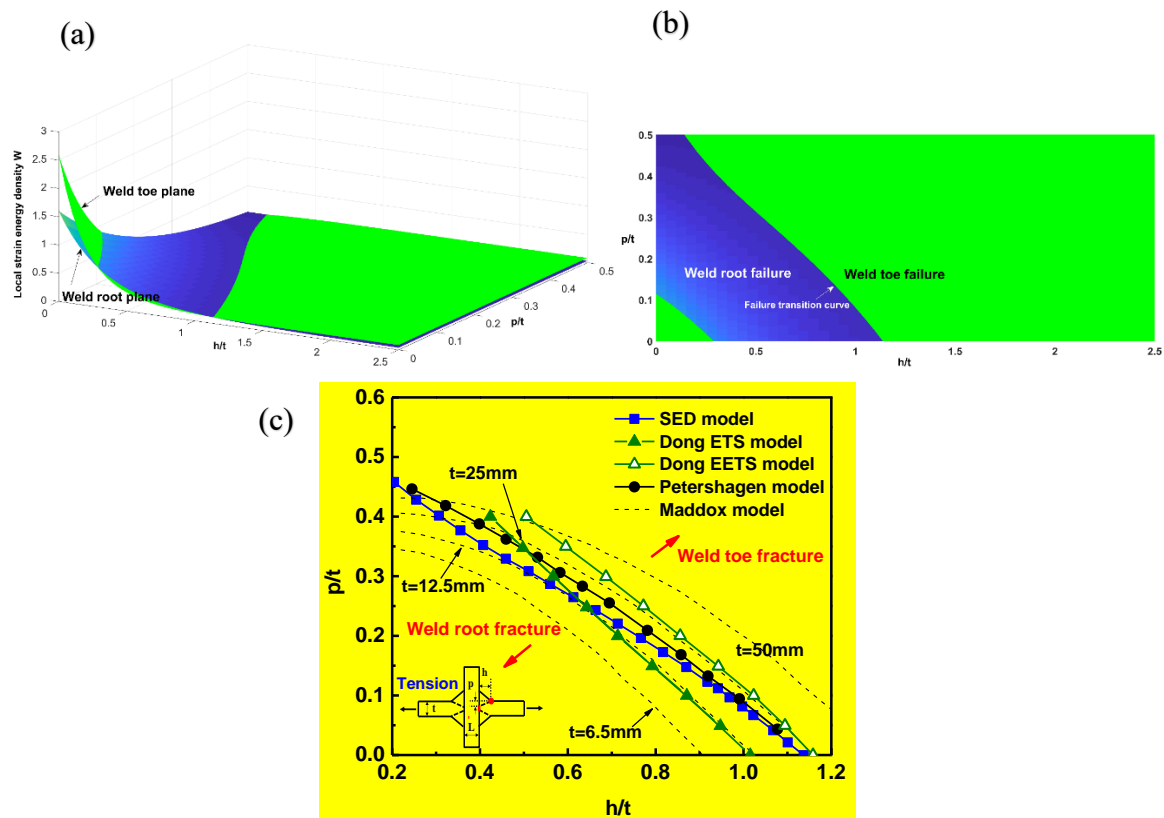 (a)
3
2.5
2
1.5
1
0.5
0
Local strain energy density W
Weld toe plane
Weld root plane
0
0.5
1
1.5
2
2.5
h/t
0
0.1
0.2
0.3
0.4
0.5
p/t
(b)
0.5
0.4
0.3
p/t
0.2
0.1
0
Weld root failure
Weld toe failure
Failure transition curve
0
0.5
1
1.5
2
2.5
h/t
(c)
0.6
0.5
0.4
0.3
0.2
0.1
0.0
p/t
SED model
Dong ETS model
Dong EETS model
Petershagen model
Maddox model
t=25mm
Weld toe fracture
t=12.5mm
Weld root fracture
t=50mm
t=6.5mm
Tension
h
p
t
L
0.2
0.4
0.6
0.8
1.0
1.2
h/t